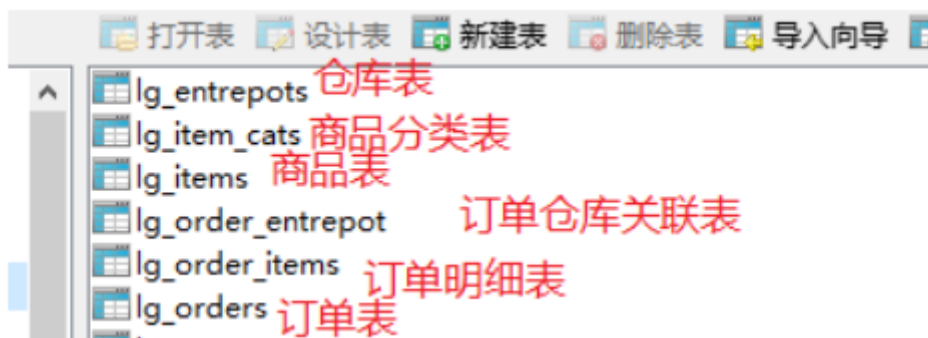 打开表 设计表 新建表 删除表 导入向导
lg_entrepots 仓库表
lg_item_cats 商品分类表
lg_items 商品表
lg_order_entrepot 订单仓库关联表
lg_order_items 订单明细表
lg_orders 订单表